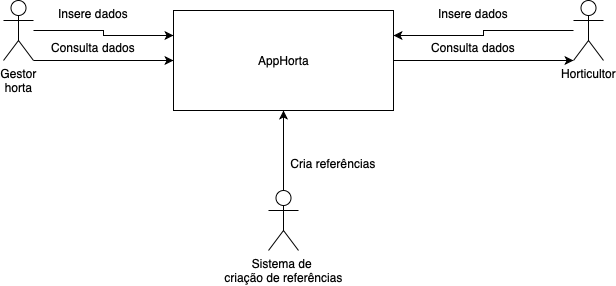 Insere dados
Consulta dados
Gestor
horta
AppHorta
Insere dados
Consulta dados
Horticultor
Cria referências
Sistema de
criação de referências